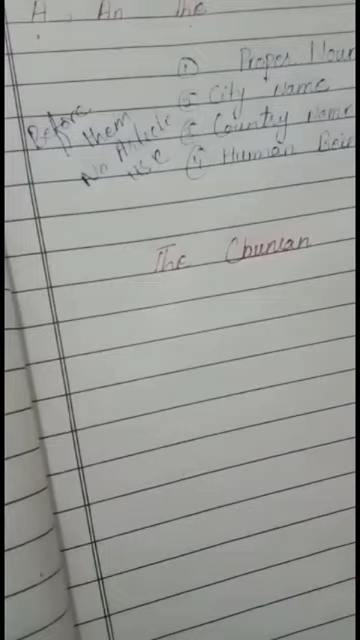 A, An the
① Proper Noun
② City Name
③ Country Name
④ Human Bein
Before them No Article use
The Chunian